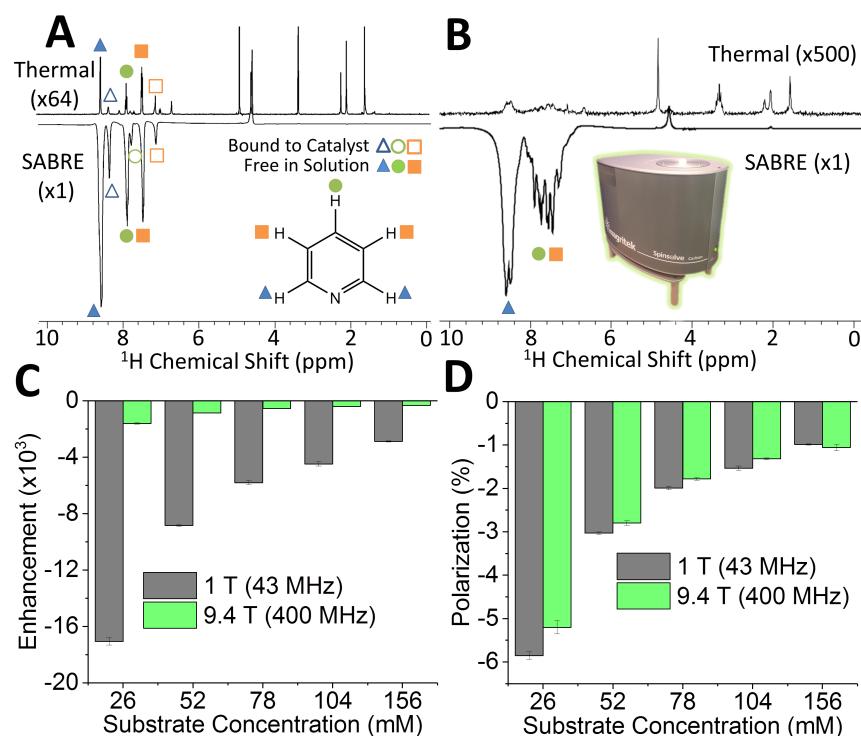 A
Thermal
(x64)
SABRE
(x1)
Bound to Catalyst
Free in Solution
H
H
H
H
N
H
10 8 6 4 2 0
¹H Chemical Shift (ppm)
B
Thermal (x500)
SABRE (x1)
magritek
Spinsolve Carbon
10 8 6 4 2 0
¹H Chemical Shift (ppm)
C
Enhancement (x10³)
0
-4
-8
-12
-16
-20
1 T (43 MHz)
9.4 T (400 MHz)
26 52 78 104 156
Substrate Concentration (mM)
D
Polarization (%)
0
-1
-2
-3
-4
-5
-6
1 T (43 MHz)
9.4 T (400 MHz)
26 52 78 104 156
Substrate Concentration (mM)